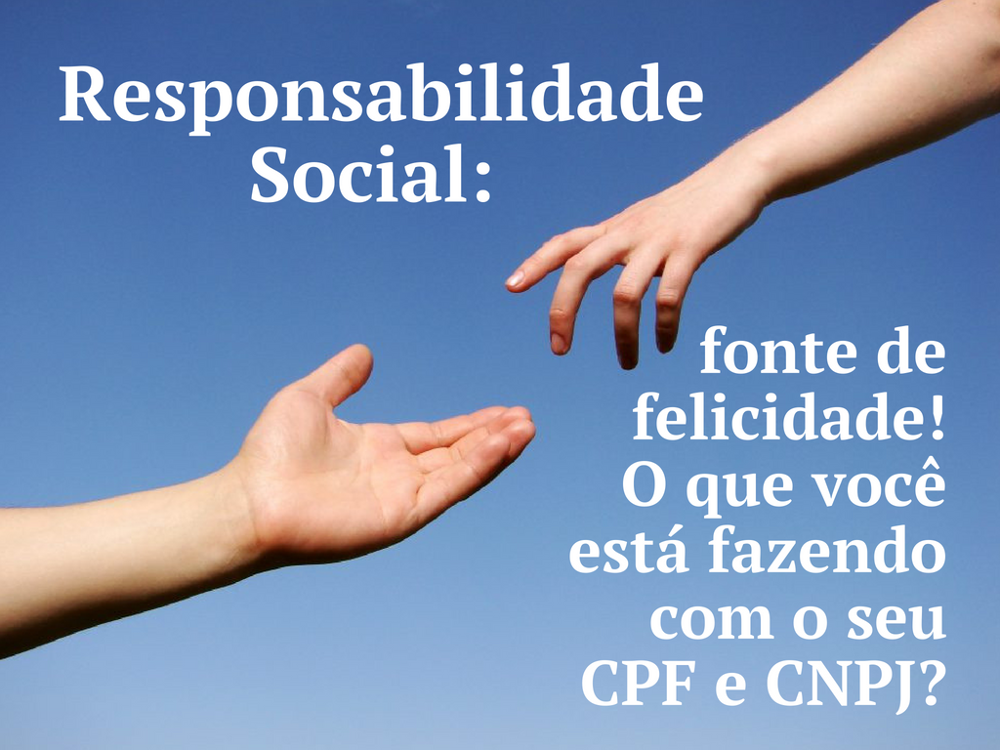 Responsabilidade
Social:
fonte de
felicidade!
O que você
está fazendo
com o seu
CPF e CNPJ?